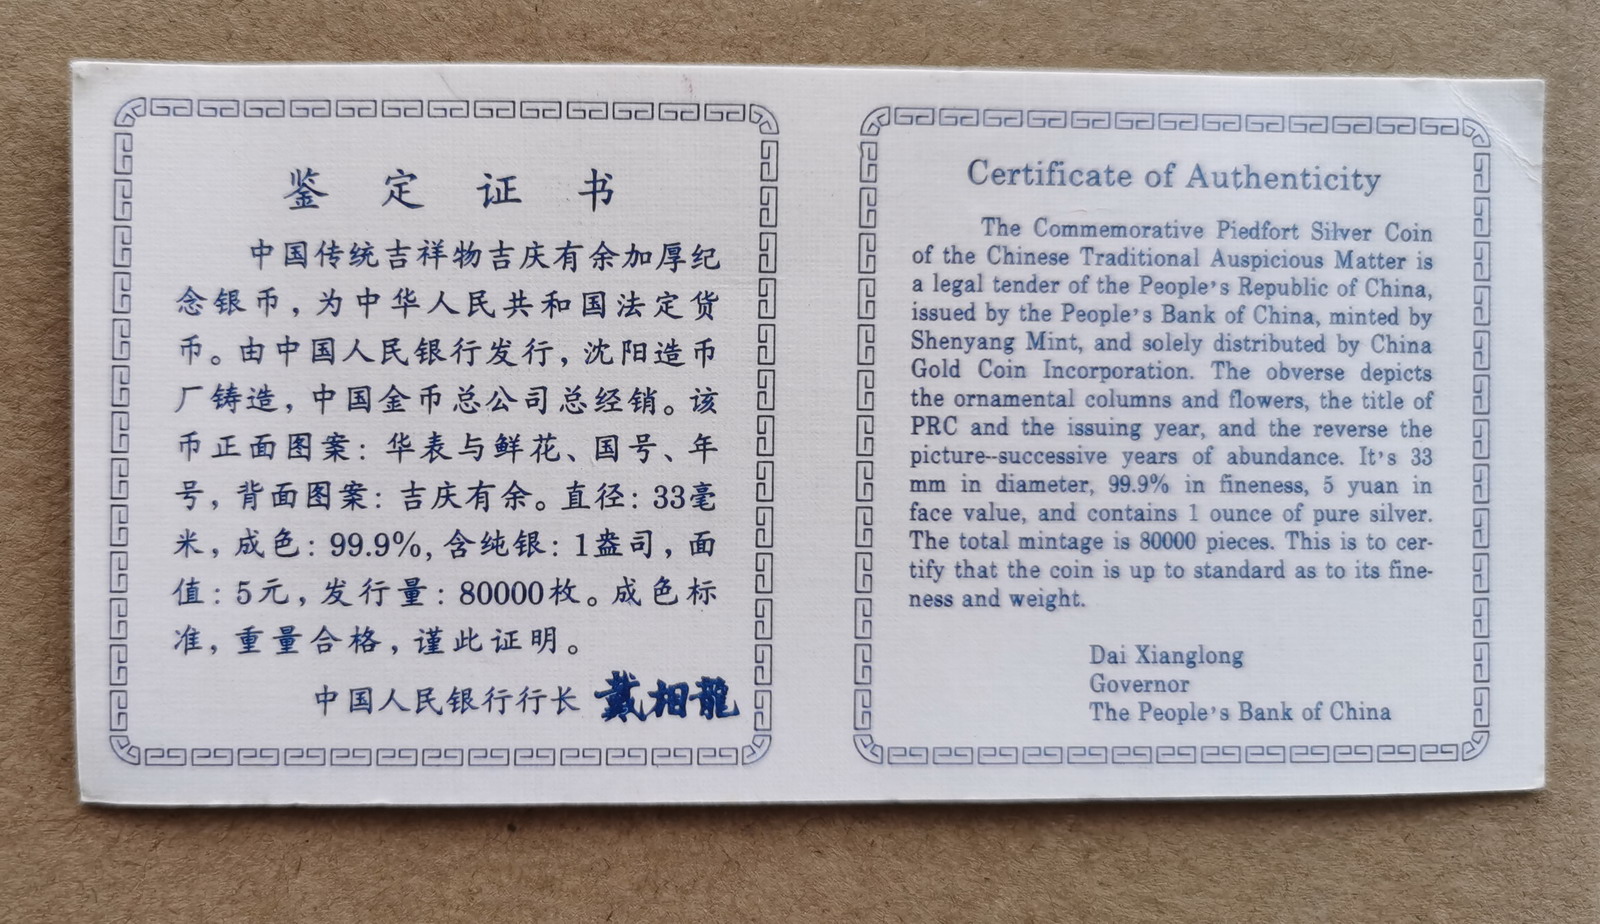 鉴定证书
中国传统吉祥物吉庆有余加厚纪
念银币，为中华人民共和国法定货
币。由中国人民银行发行，沈阳造币
厂铸造，中国金币总公司总经销。该
币正面图案：华表与鲜花、国号、年
号，背面图案：吉庆有余。直径：33毫
米，成色：99.9%，含纯银：1盎司，面
值：5元，发行量：80000枚。成色标
准，重量合格，谨此证明。
中国人民银行行长 戴相龍
Certificate of Authenticity
The Commemorative Piedfort Silver Coin
of the Chinese Traditional Auspicious Matter is
a legal tender of the People's Republic of China,
issued by the People's Bank of China, minted by
Shenyang Mint, and solely distributed by China
Gold Coin Incorporation. The obverse depicts
the ornamental columns and flowers, the title of
PRC and the issuing year, and the reverse the
picture--successive years of abundance. It's 33
mm in diameter, 99.9% in fineness, 5 yuan in
face value, and contains 1 ounce of pure silver.
The total mintage is 80000 pieces. This is to cer-
tify that the coin is up to standard as to its fine-
ness and weight.
Dai Xianglong
Governor
The People's Bank of China